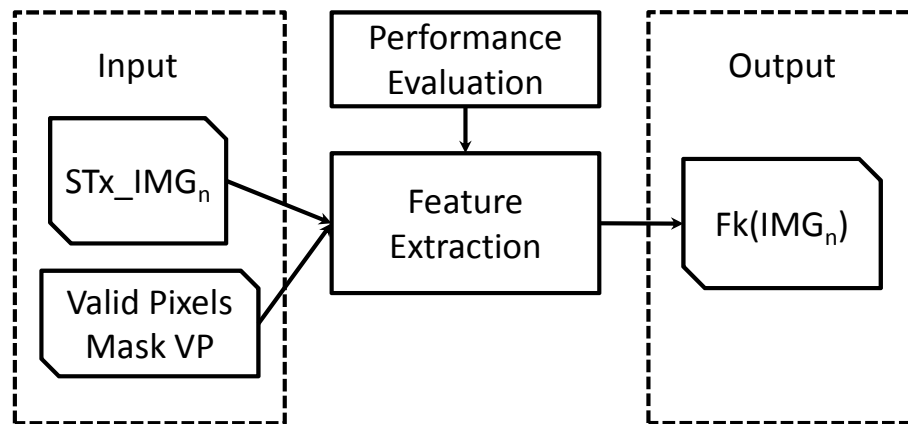 Input
STx_IMGₙ
Valid Pixels
Mask VP
Performance
Evaluation
Feature
Extraction
Output
Fk(IMGₙ)